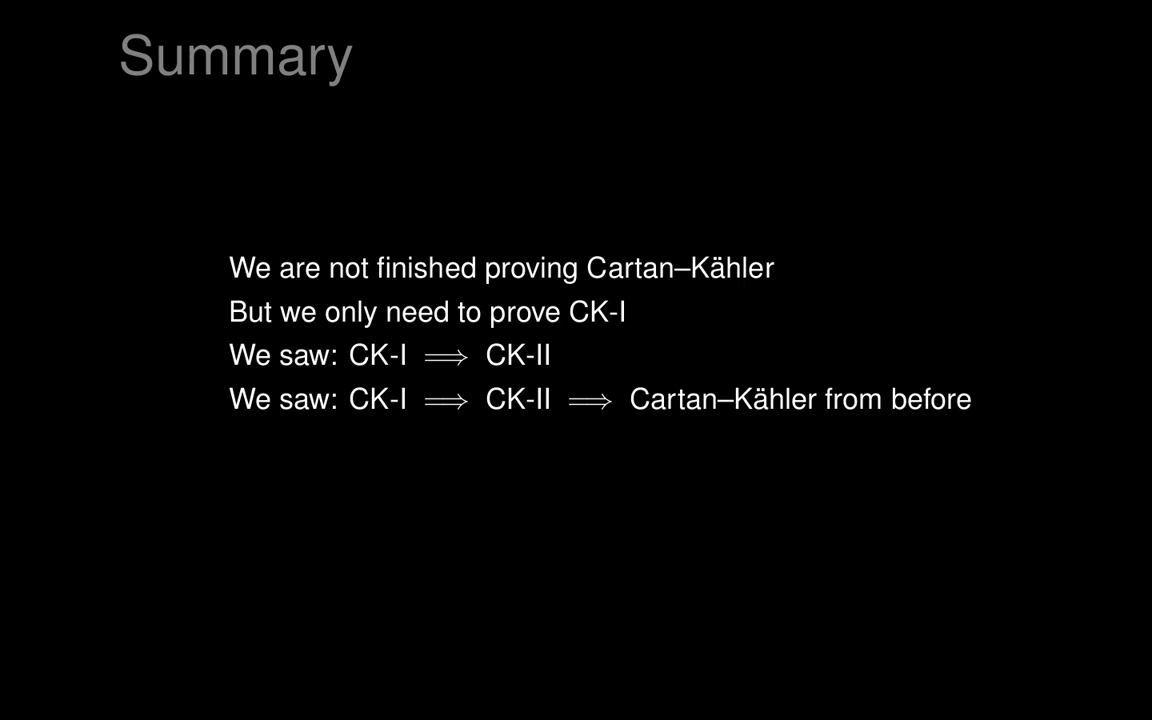 Summary
We are not finished proving Cartan–Kähler
But we only need to prove CK-I
We saw: CK-I ⟹ CK-II
We saw: CK-I ⟹ CK-II ⟹ Cartan–Kähler from before